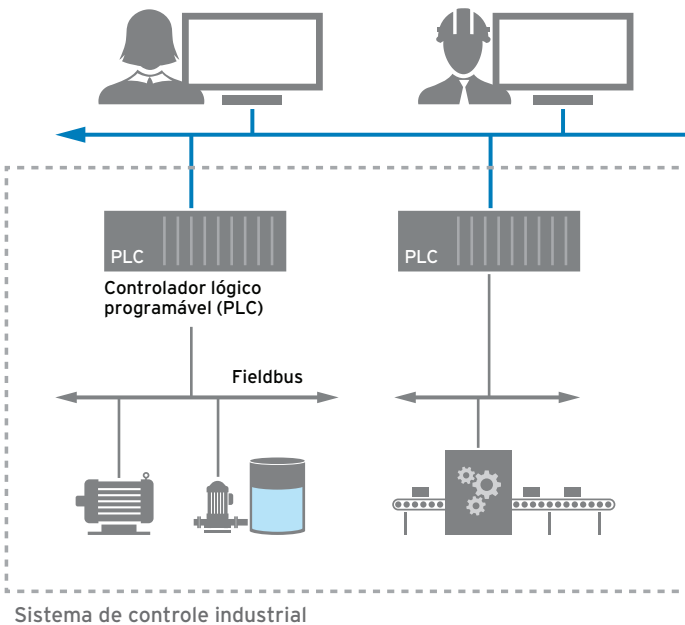 PLC
PLC
Controlador lógico
programável (PLC)
Fieldbus
Sistema de controle industrial